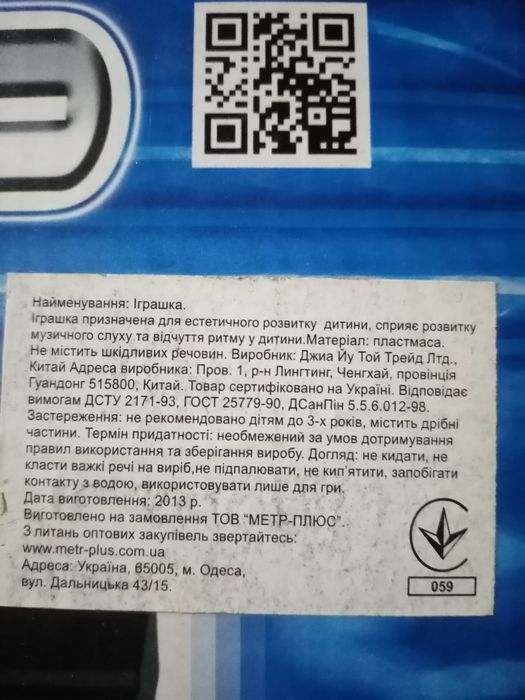 Найменування: Іграшка.
Іграшка призначена для естетичного розвитку дитини, сприяє розвитку
музичного слуху та відчуття ритму у дитини.Матеріал: пластмаса.
Не містить шкідливих речовин. Виробник: Джиа Йу Той Трейд Лтд.,
Китай Адреса виробника: Пров. 1, р-н Лингтинг, Ченгхай, провінція
Гуандонг 515800, Китай. Товар сертифіковано на Україні. Відповідає
вимогам ДСТУ 2171-93, ГОСТ 25779-90, ДСанПін 5.5.6.012-98.
Застереження: не рекомендовано дітям до 3-х років, містить дрібні
частини. Термін придатності: необмежений за умов дотримування
правил використання та зберігання виробу. Догляд: не кидати, не
класти важкі речі на виріб,не підпалювати, не кип'ятити, запобігати
контакту з водою, використовувати лише для гри.
Дата виготовлення: 2013 р.
Виготовлено на замовлення ТОВ "МЕТР-ПЛЮС".
З питань оптових закупівель звертайтесь:
www.metr-plus.com.ua
Адреса: Україна, 65005, м. Одеса,
вул. Дальницька 43/15.
059